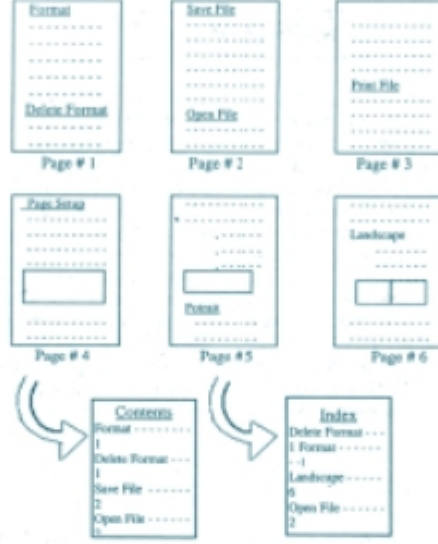 Format
Delete Format
Page # 1
Save File
Open File
Page # 2
Print File
Page # 3
Page Setup
Page # 4
Potrait
Page # 5
Landscape
Page # 6
Contents
Format - - - - - - -
1
Delete Format - - -
1
Save File - - - - - -
2
Open File - - - - - -
Index
Delete Format - - -
1 Format - - - - - -
- -1
Landscape - - - - -
6
Open File - - - - -
2